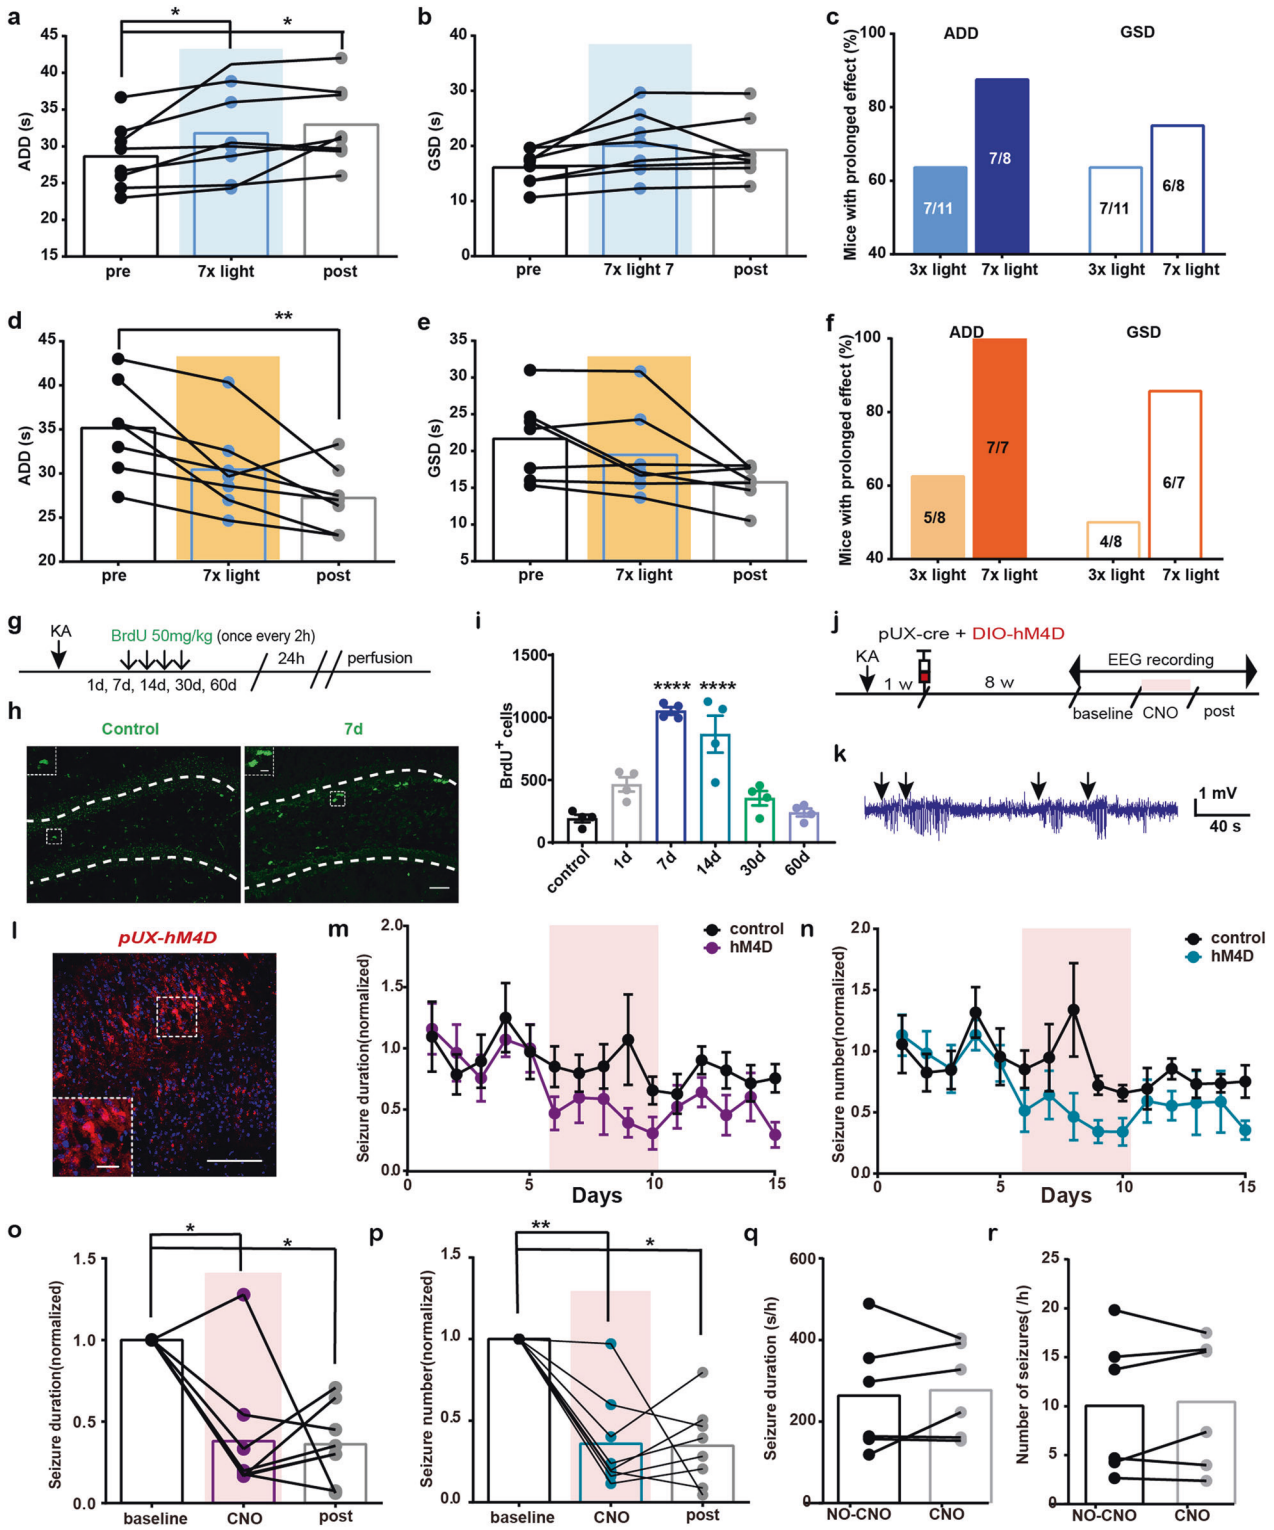 a
*
*
ADD (s)
45
40
35
30
25
20
15
pre
7x light
post
b
GSD (s)
40
30
20
10
0
pre
7x light 7
post
c
ADD
GSD
Mice with prolonged effect (%)
100
80
60
40
7/11
7/8
7/11
6/8
3x light
7x light
3x light
7x light
d
**
ADD (s)
45
40
35
30
25
20
pre
7x light
post
e
GSD (s)
35
30
25
20
15
10
5
pre
7x light
post
f
ADD
GSD
Mice with prolonged effect (%)
100
80
60
40
5/8
7/7
4/8
6/7
3x light
7x light
3x light
7x light
g
KA
BrdU 50mg/kg (once every 2h)
24h
perfusion
1d, 7d, 14d, 30d, 60d
h
Control
7d
i
BrdU+ cells
1500
1000
500
0
****
****
control
1d
7d
14d
30d
60d
j
pUX-cre + DIO-hM4D
KA
EEG recording
1 w
8 w
baseline
CNO
post
k
1 mV
40 s
l
pUX-hM4D
m
Seizure duration(normalized)
2.0
1.5
1.0
0.5
0.0
control
hM4D
0
5
10
15
Days
n
Seizure number(normalized)
2.0
1.5
1.0
0.5
0.0
control
hM4D
0
5
10
15
Days
o
*
*
Seizure duration(normalized)
1.5
1.0
0.5
0.0
baseline
CNO
post
p
**
*
Seizure number(normalized)
1.5
1.0
0.5
0.0
baseline
CNO
post
q
Seizure duration (s/h)
600
400
200
0
NO-CNO
CNO
r
Number of seizures( /h)
25
20
15
10
5
0
NO-CNO
CNO